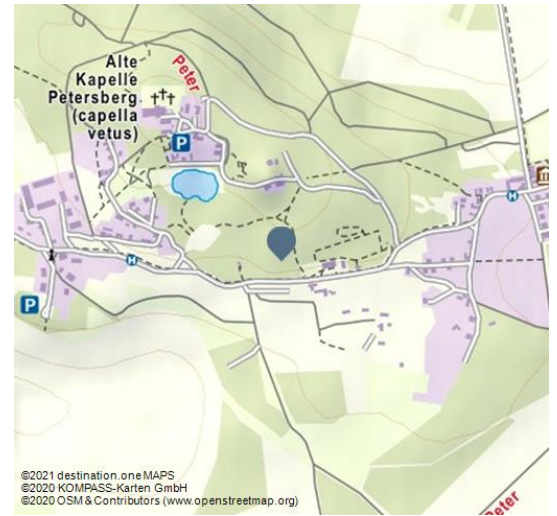 Alte
Kapelle
Petersberg
(capella
vetus)
Peter
P
H
H
P
Peter
©2021 destination.one MAPS
©2020 KOMPASS-Karten GmbH
©2020 OSM & Contributors (www.openstreetmap.org)